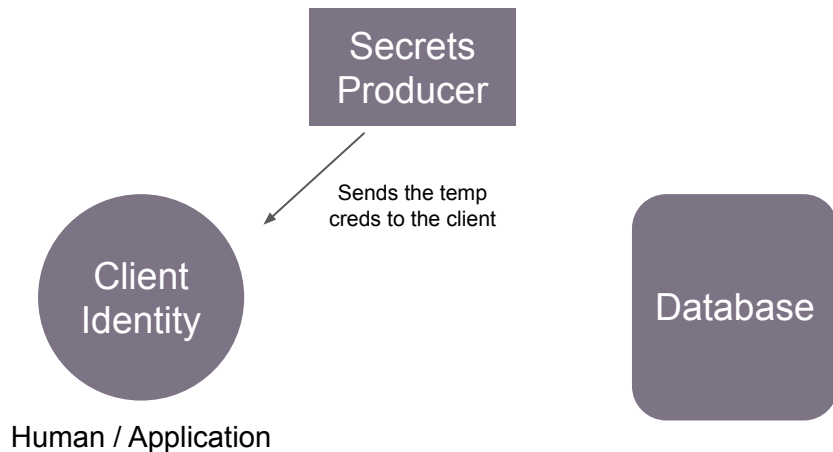 Secrets
Producer
Sends the temp
creds to the client
Client
Identity
Database
Human / Application